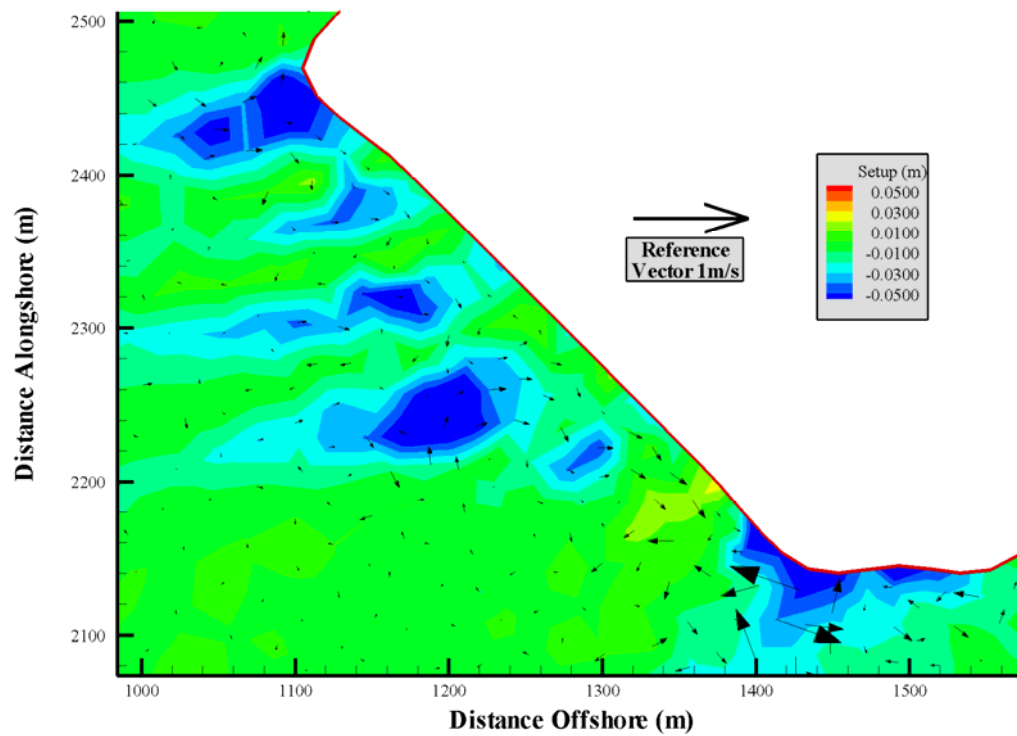 2500
2400
2300
2200
2100
Distance Alongshore (m)
1000 1100 1200 1300 1400 1500
Distance Offshore (m)
Reference
Vector 1m/s
Setup (m)
0.0500
0.0300
0.0100
-0.0100
-0.0300
-0.0500